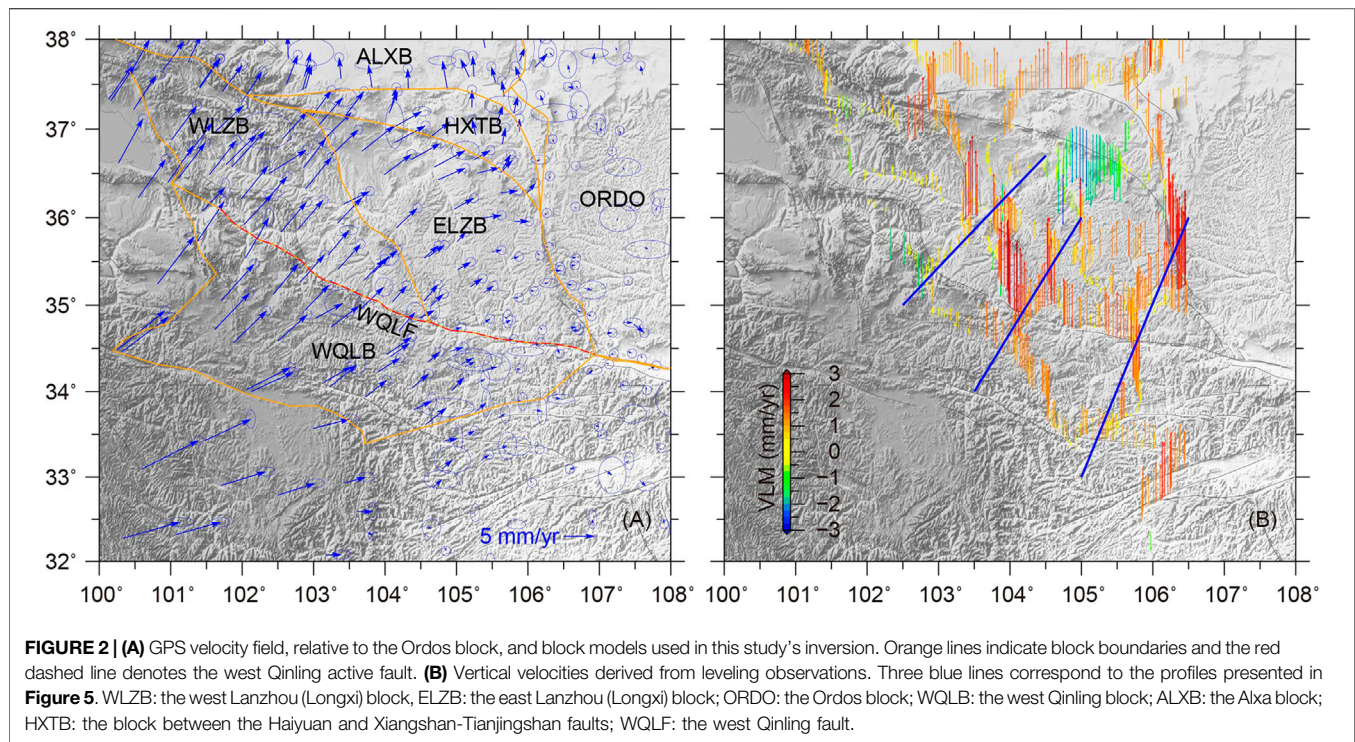 38°
37°
36°
35°
34°
33°
32°
100° 101° 102° 103° 104° 105° 106° 107° 108°
ALXB
WLZB
HXTB
ORDO
ELZB
WQLF
WQLB
(A)
5 mm/yr
VLM (mm/yr)
3
2
1
0
−1
−2
−3
(B)
100° 101° 102° 103° 104° 105° 106° 107° 108°
FIGURE 2 | (A) GPS velocity field, relative to the Ordos block, and block models used in this study's inversion. Orange lines indicate block boundaries and the red
dashed line denotes the west Qinling active fault. (B) Vertical velocities derived from leveling observations. Three blue lines correspond to the profiles presented in
Figure 5. WLZB: the west Lanzhou (Longxi) block, ELZB: the east Lanzhou (Longxi) block; ORDO: the Ordos block; WQLB: the west Qinling block; ALXB: the Alxa block;
HXTB: the block between the Haiyuan and Xiangshan-Tianjingshan faults; WQLF: the west Qinling fault.